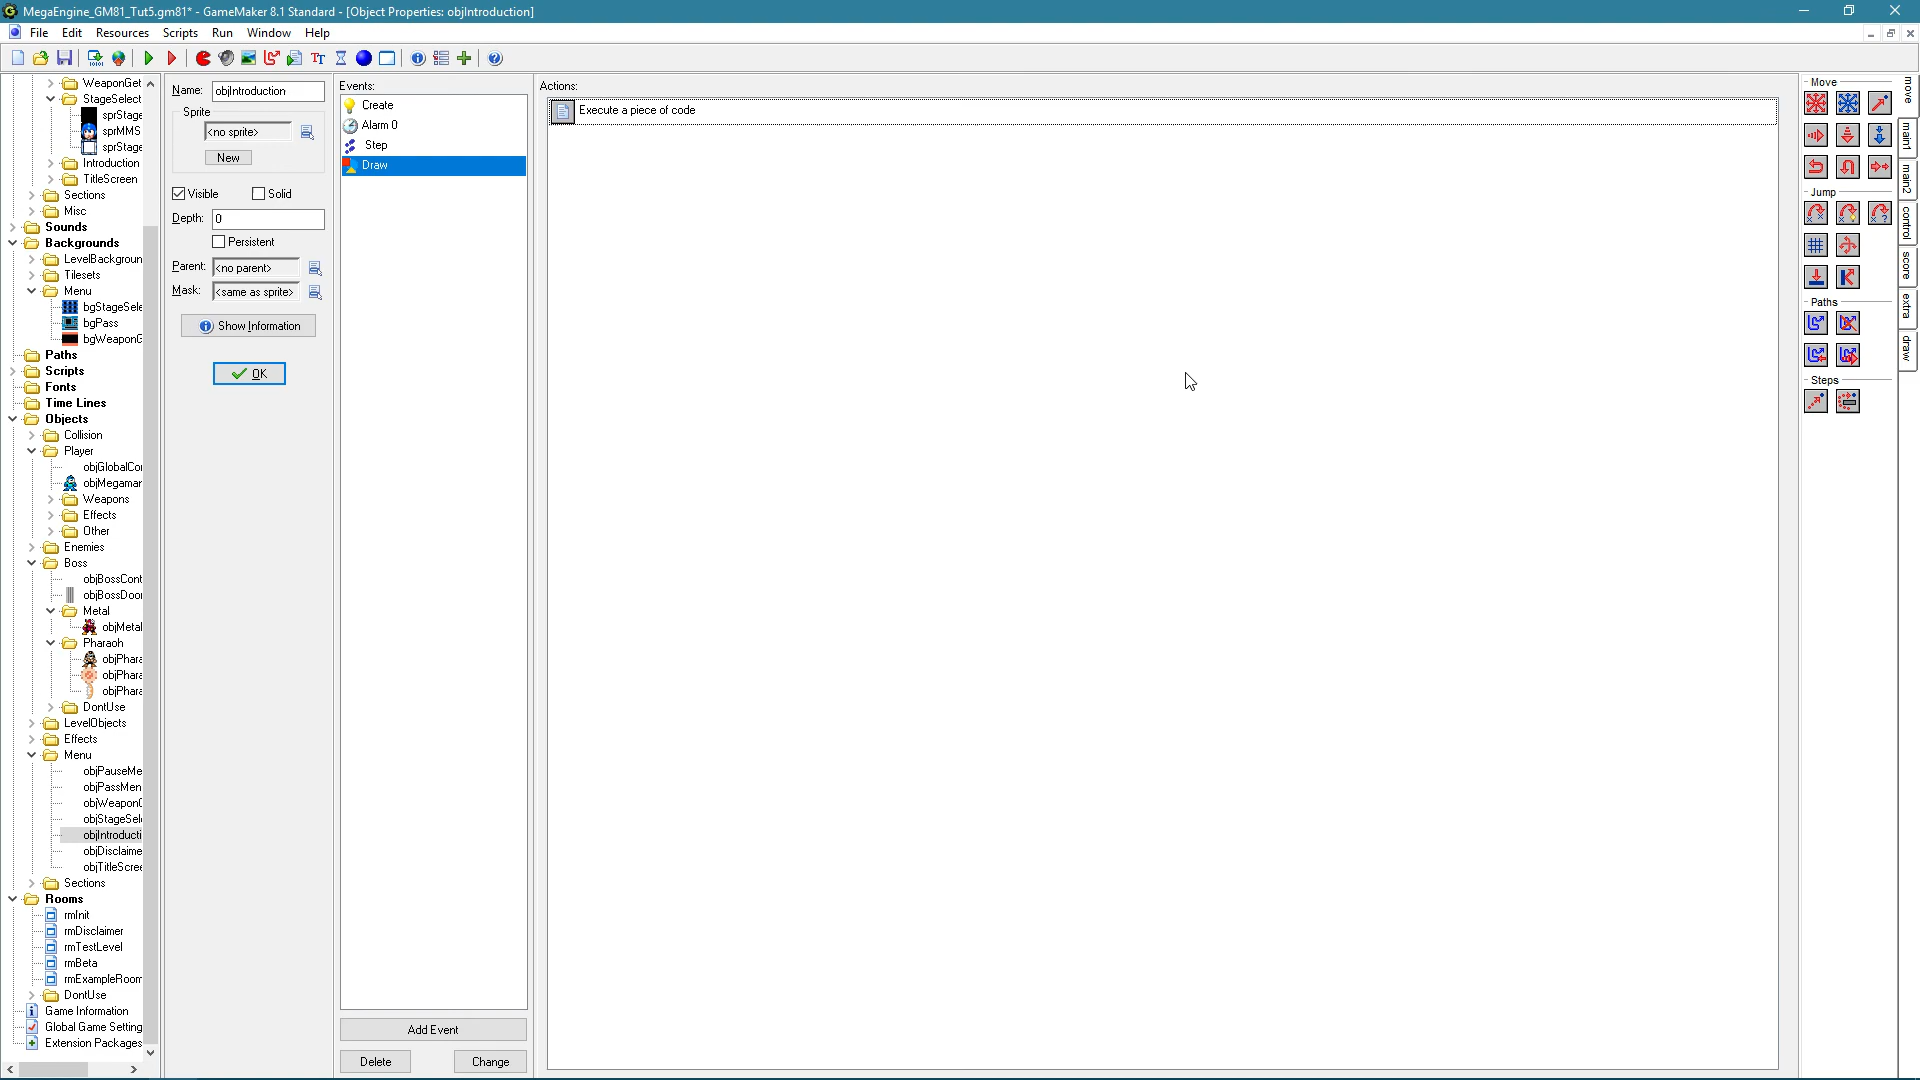 MegaEngine_GM81_Tut5.gm81* - GameMaker 8.1 Standard - [Object Properties: objIntroduction]
File Edit Resources Scripts Run Window Help
WeaponGet
StageSelect
sprStage
sprMMS
sprStage
Introduction
TitleScreen
Sections
Misc
Sounds
Backgrounds
LevelBackgroun
Tilesets
Menu
bgStageSele
bgPass
bgWeaponG
Paths
Scripts
Fonts
Time Lines
Objects
Collision
Player
objGlobalCon
objMegaman
Weapons
Effects
Other
Enemies
Boss
objBossCont
objBossDoor
Metal
objMetal
Pharaoh
objPhara
objPhara
objPhara
DontUse
LevelObjects
Effects
Menu
objPauseMe
objPassMen
objWeaponG
objStageSele
objIntroducti
objDisclaime
objTitleScree
Sections
Rooms
rmInit
rmDisclaimer
rmTestLevel
rmBeta
rmExampleRoom
DontUse
Game Information
Global Game Setting
Extension Packages
Name: objIntroduction
Sprite
<no sprite>
New
Visible Solid
Depth: 0
Persistent
Parent: <no parent>
Mask: <same as sprite>
Show Information
OK
Events:
Create
Alarm 0
Step
Draw
Add Event
Delete Change
Actions:
Execute a piece of code
Move
Jump
Paths
Steps
move
main1
main2
control
score
extra
draw